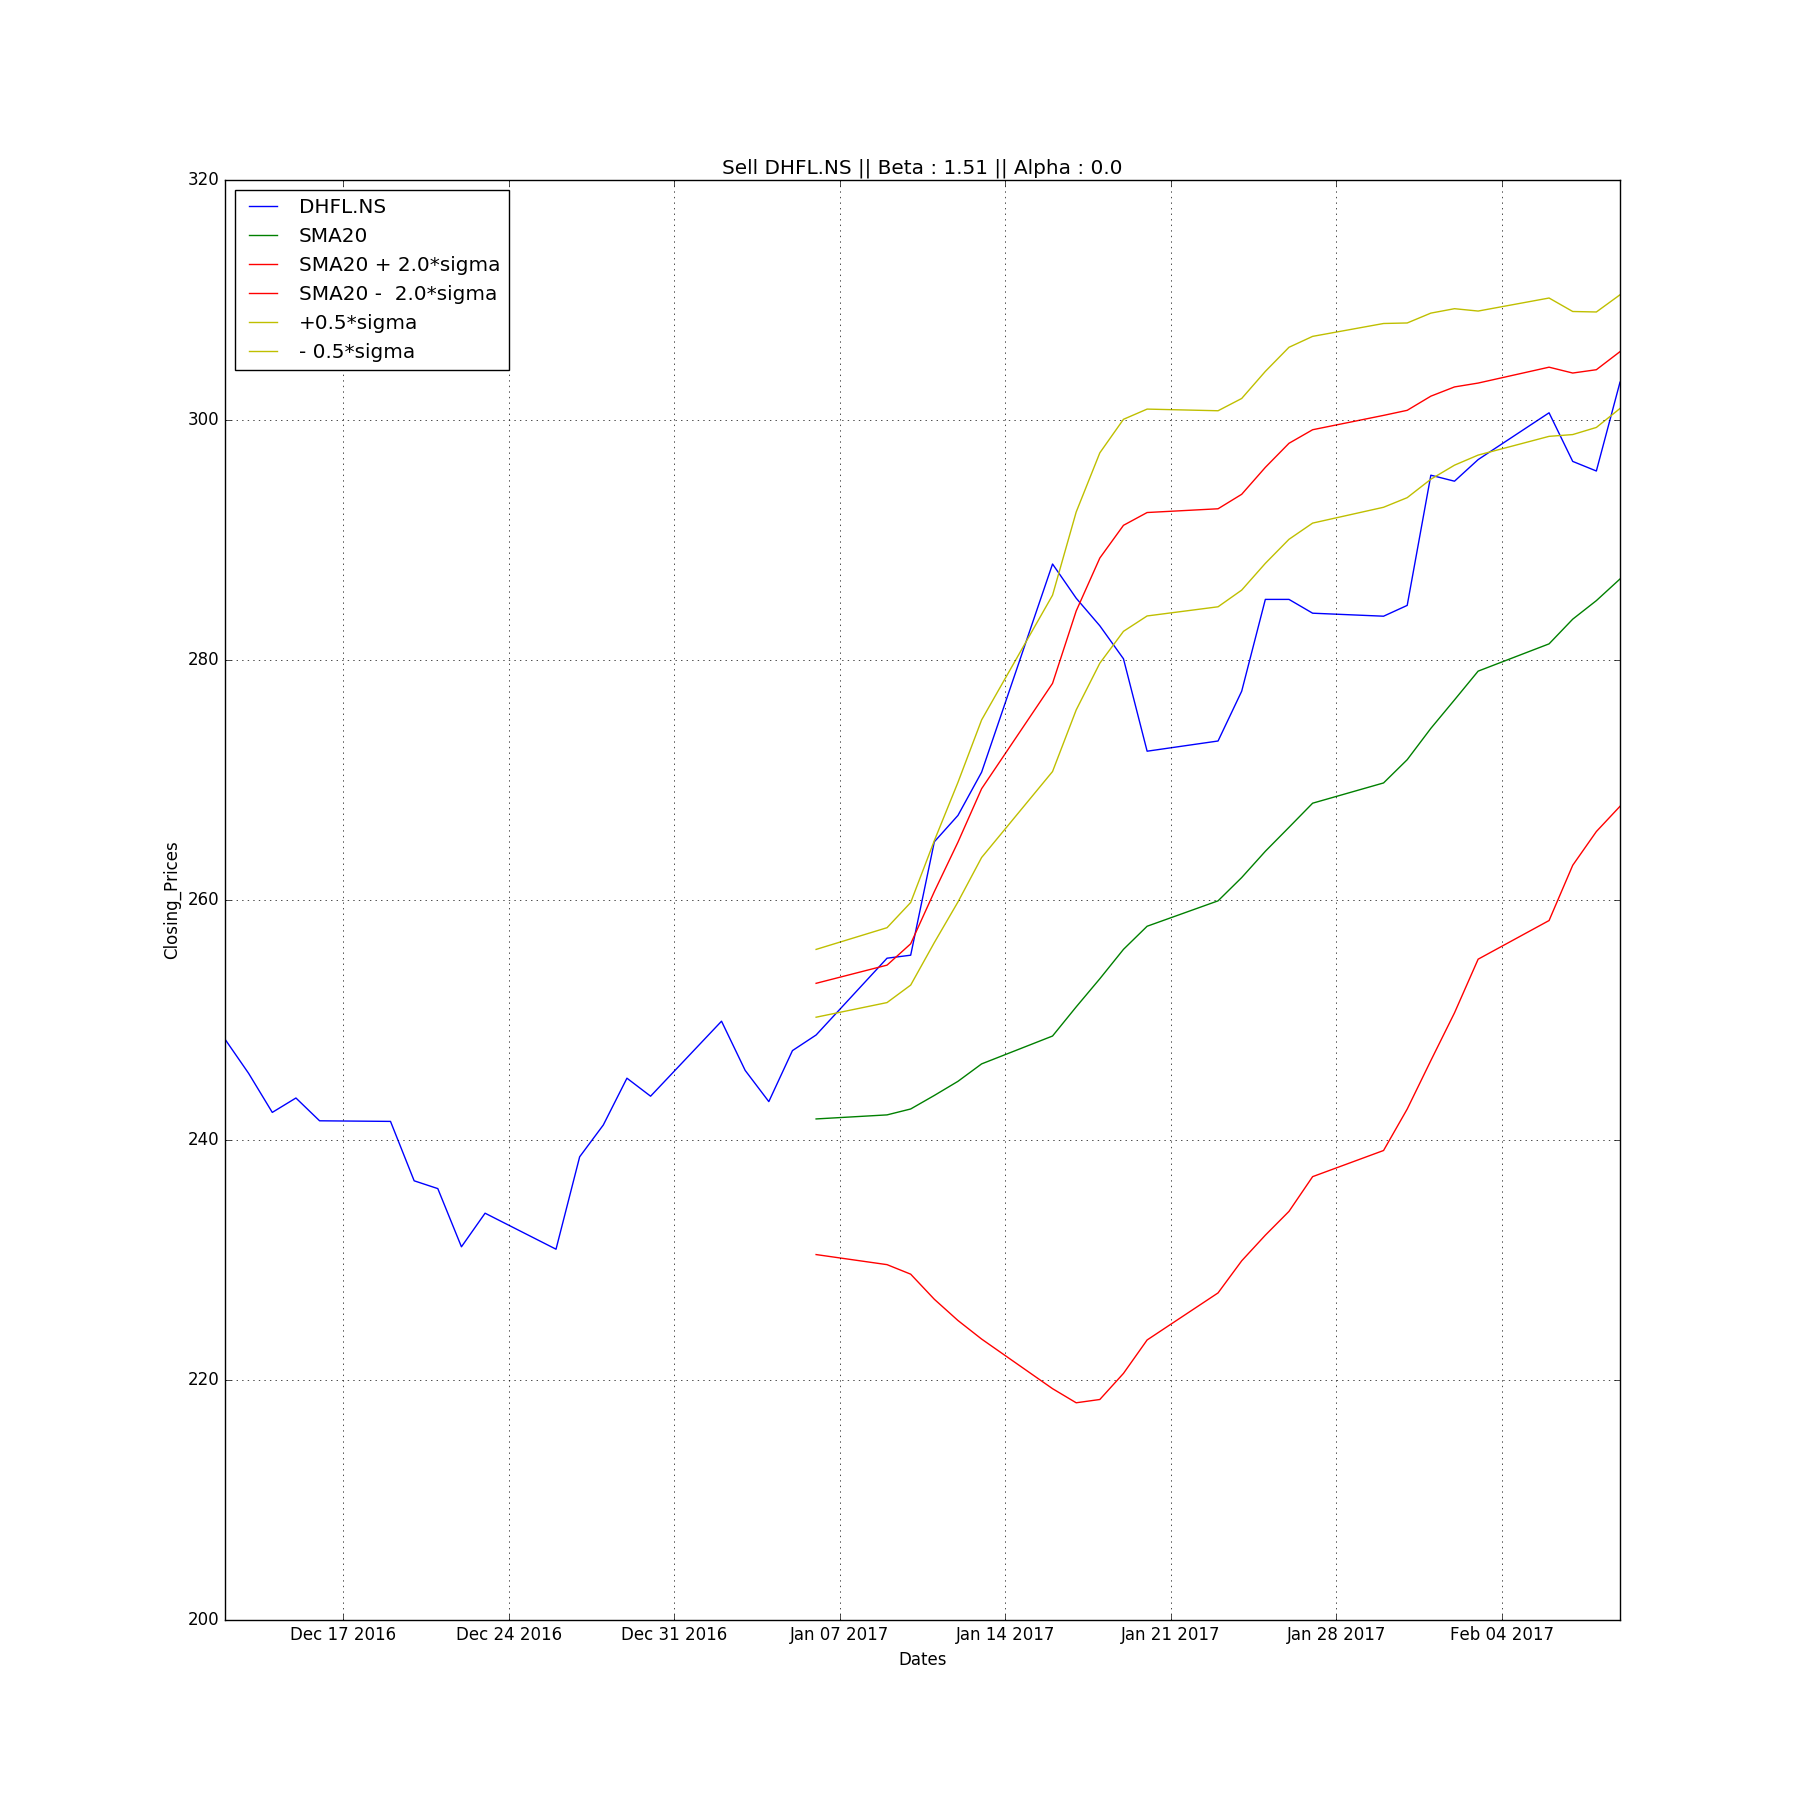 Sell DHFL.NS || Beta : 1.51 || Alpha : 0.0
320
DHFL.NS
SMA20
SMA20 + 2.0*sigma
SMA20 -  2.0*sigma
+0.5*sigma
- 0.5*sigma
300
280
260
Closing_Prices
240
220
200
Dec 17 2016 Dec 24 2016 Dec 31 2016 Jan 07 2017 Jan 14 2017 Jan 21 2017 Jan 28 2017 Feb 04 2017
Dates